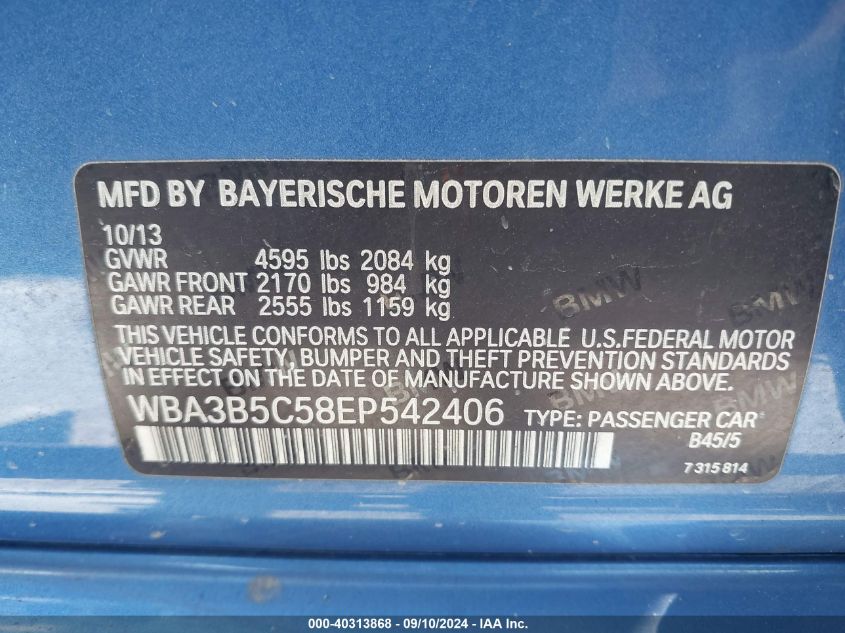 MFD BY BAYERISCHE MOTOREN WERKE AG
10/13
GVWR 4595 lbs 2084 kg
GAWR FRONT 2170 lbs 984 kg
GAWR REAR 2555 lbs 1159 kg
THIS VEHICLE CONFORMS TO ALL APPLICABLE U.S.FEDERAL MOTOR
VEHICLE SAFETY, BUMPER AND THEFT PREVENTION STANDARDS
IN EFFECT ON THE DATE OF MANUFACTURE SHOWN ABOVE.
WBA3B5C58EP542406 TYPE: PASSENGER CAR
B45/5
7 315 814
BMW
BMW
BMW
000-40313868 - 09/10/2024 - IAA Inc.